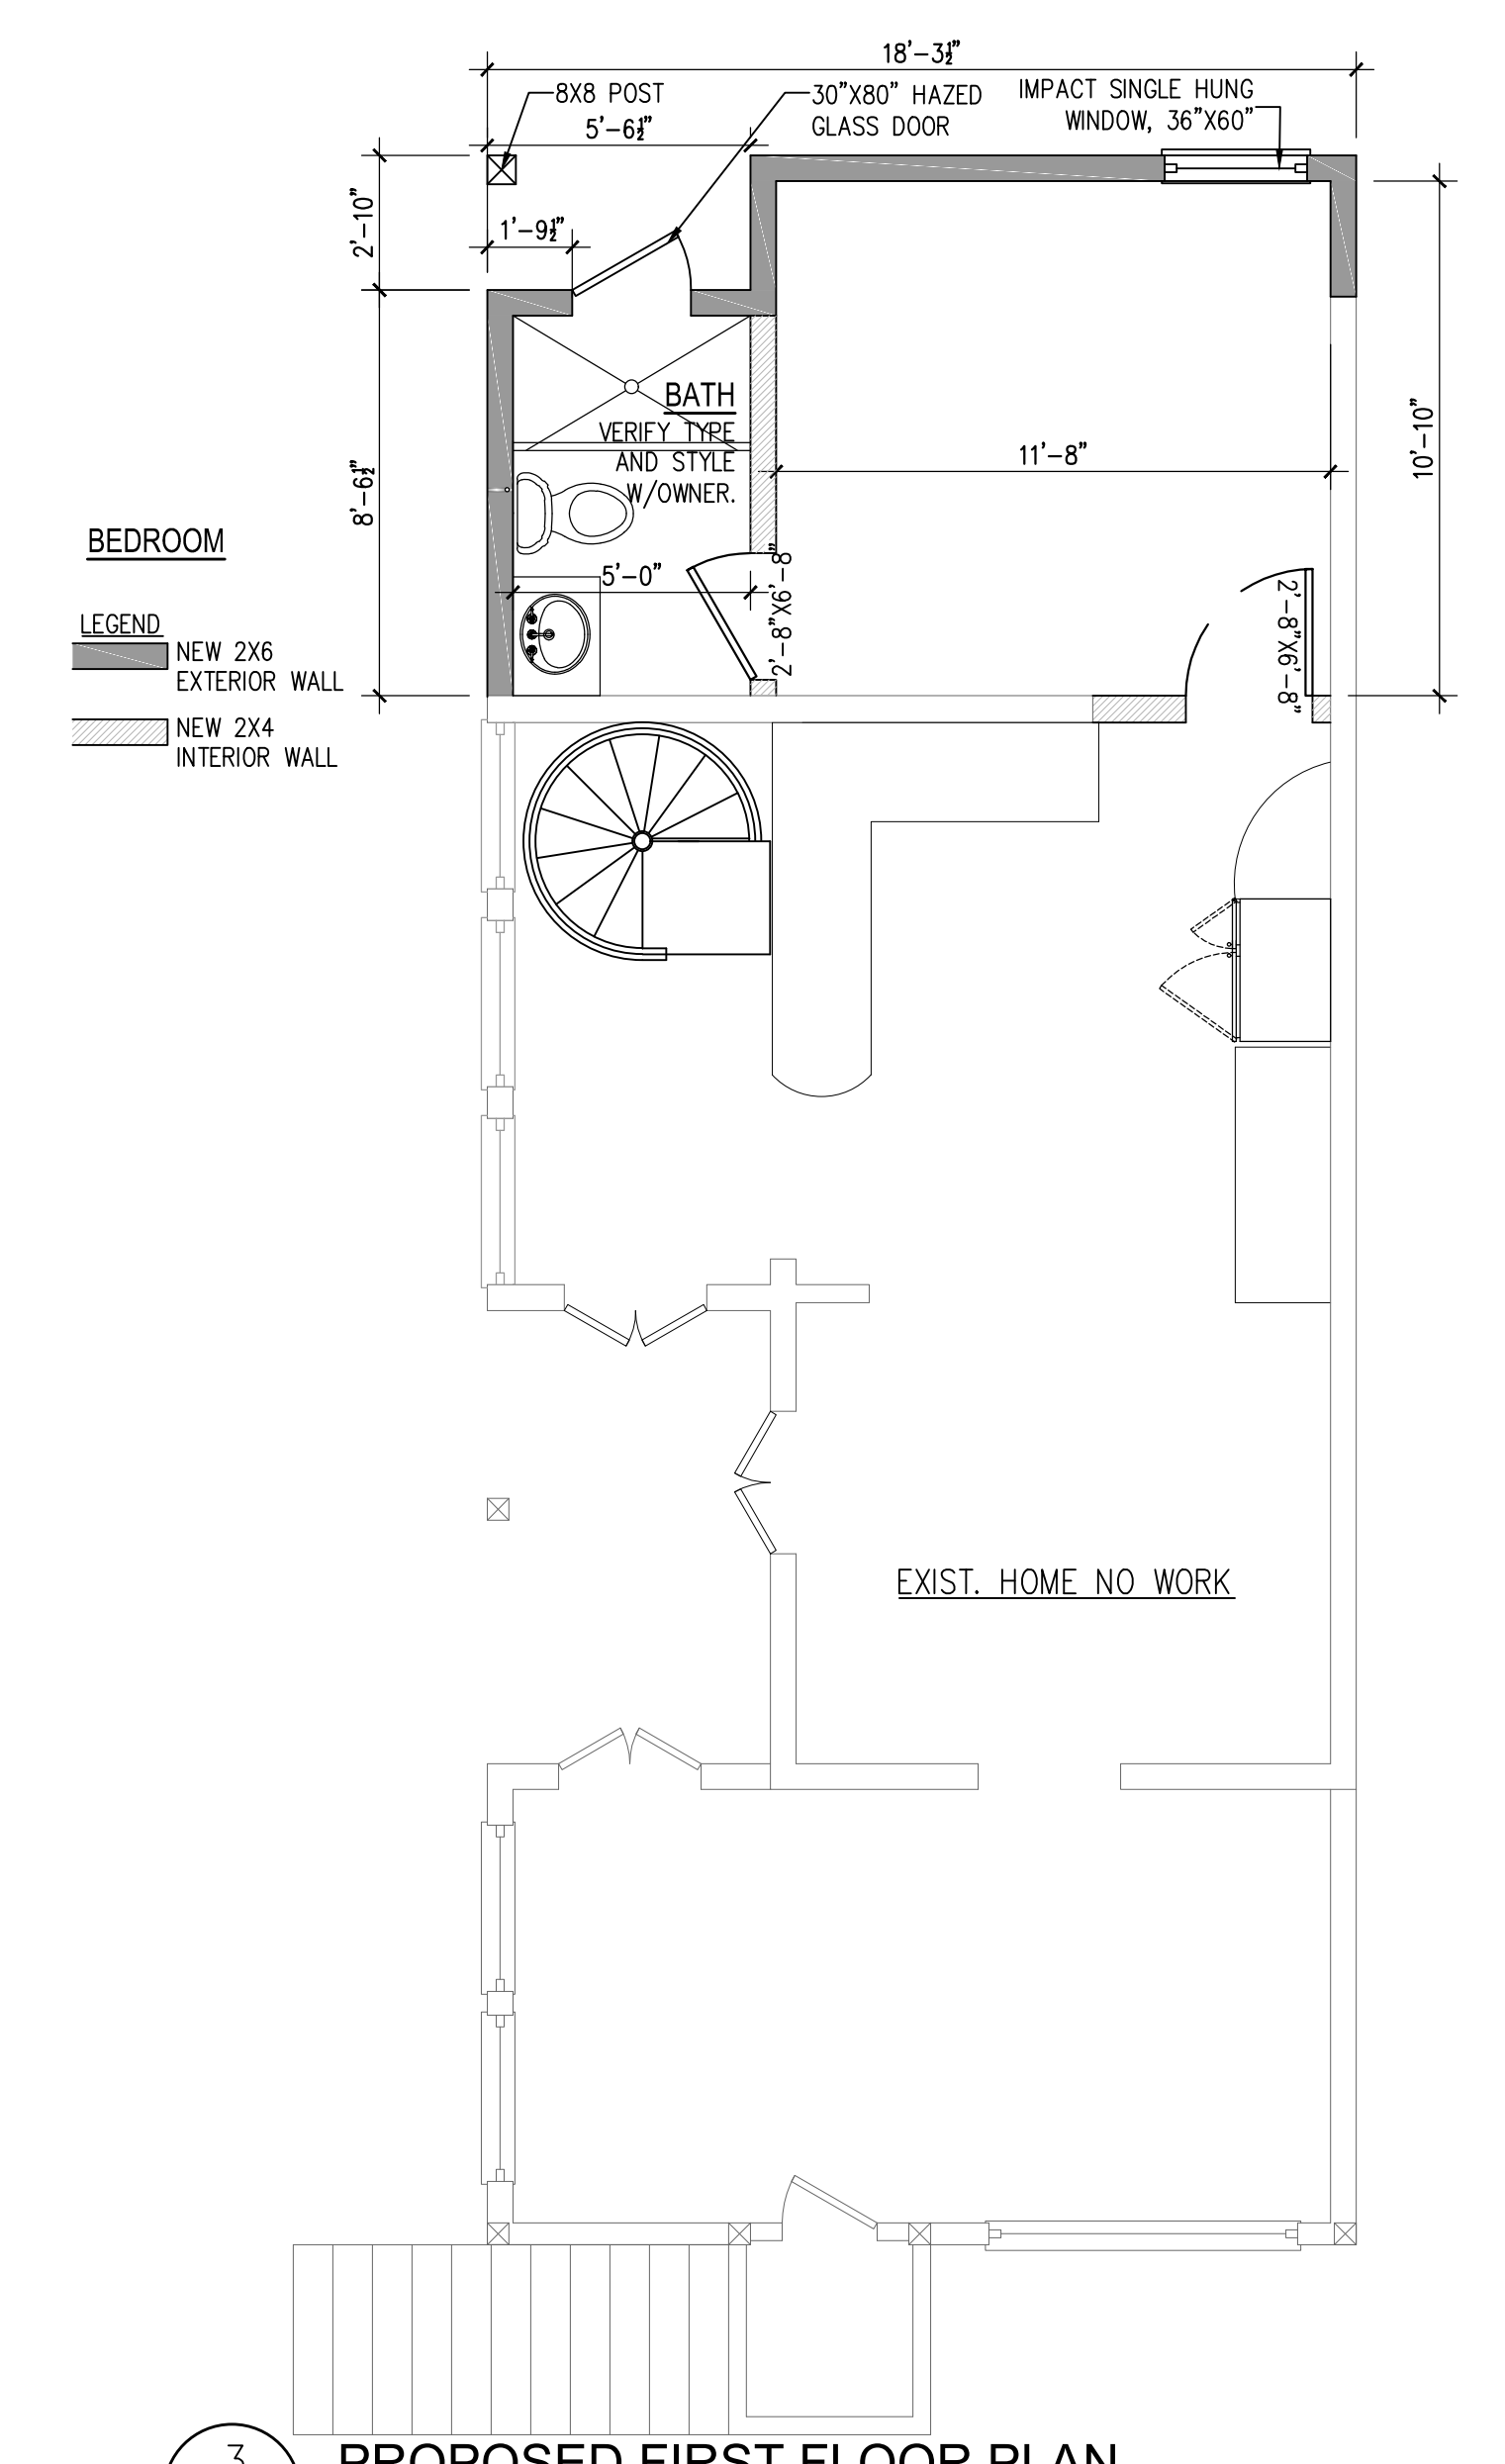 18'-3½"
8X8 POST
30"X80" HAZED
GLASS DOOR
IMPACT SINGLE HUNG
WINDOW, 36"X60"
5'-6½"
2'-10"
1'-9½"
BATH
VERIFY TYPE
AND STYLE
W/OWNER.
11'-8"
10'-10"
8'-6½"
BEDROOM
5'-0"
2'-8"X6'-8"
2'-8"X6'-8"
LEGEND
NEW 2X6
EXTERIOR WALL
NEW 2X4
INTERIOR WALL
EXIST. HOME NO WORK
3
PROPOSED FIRST FLOOR PLAN